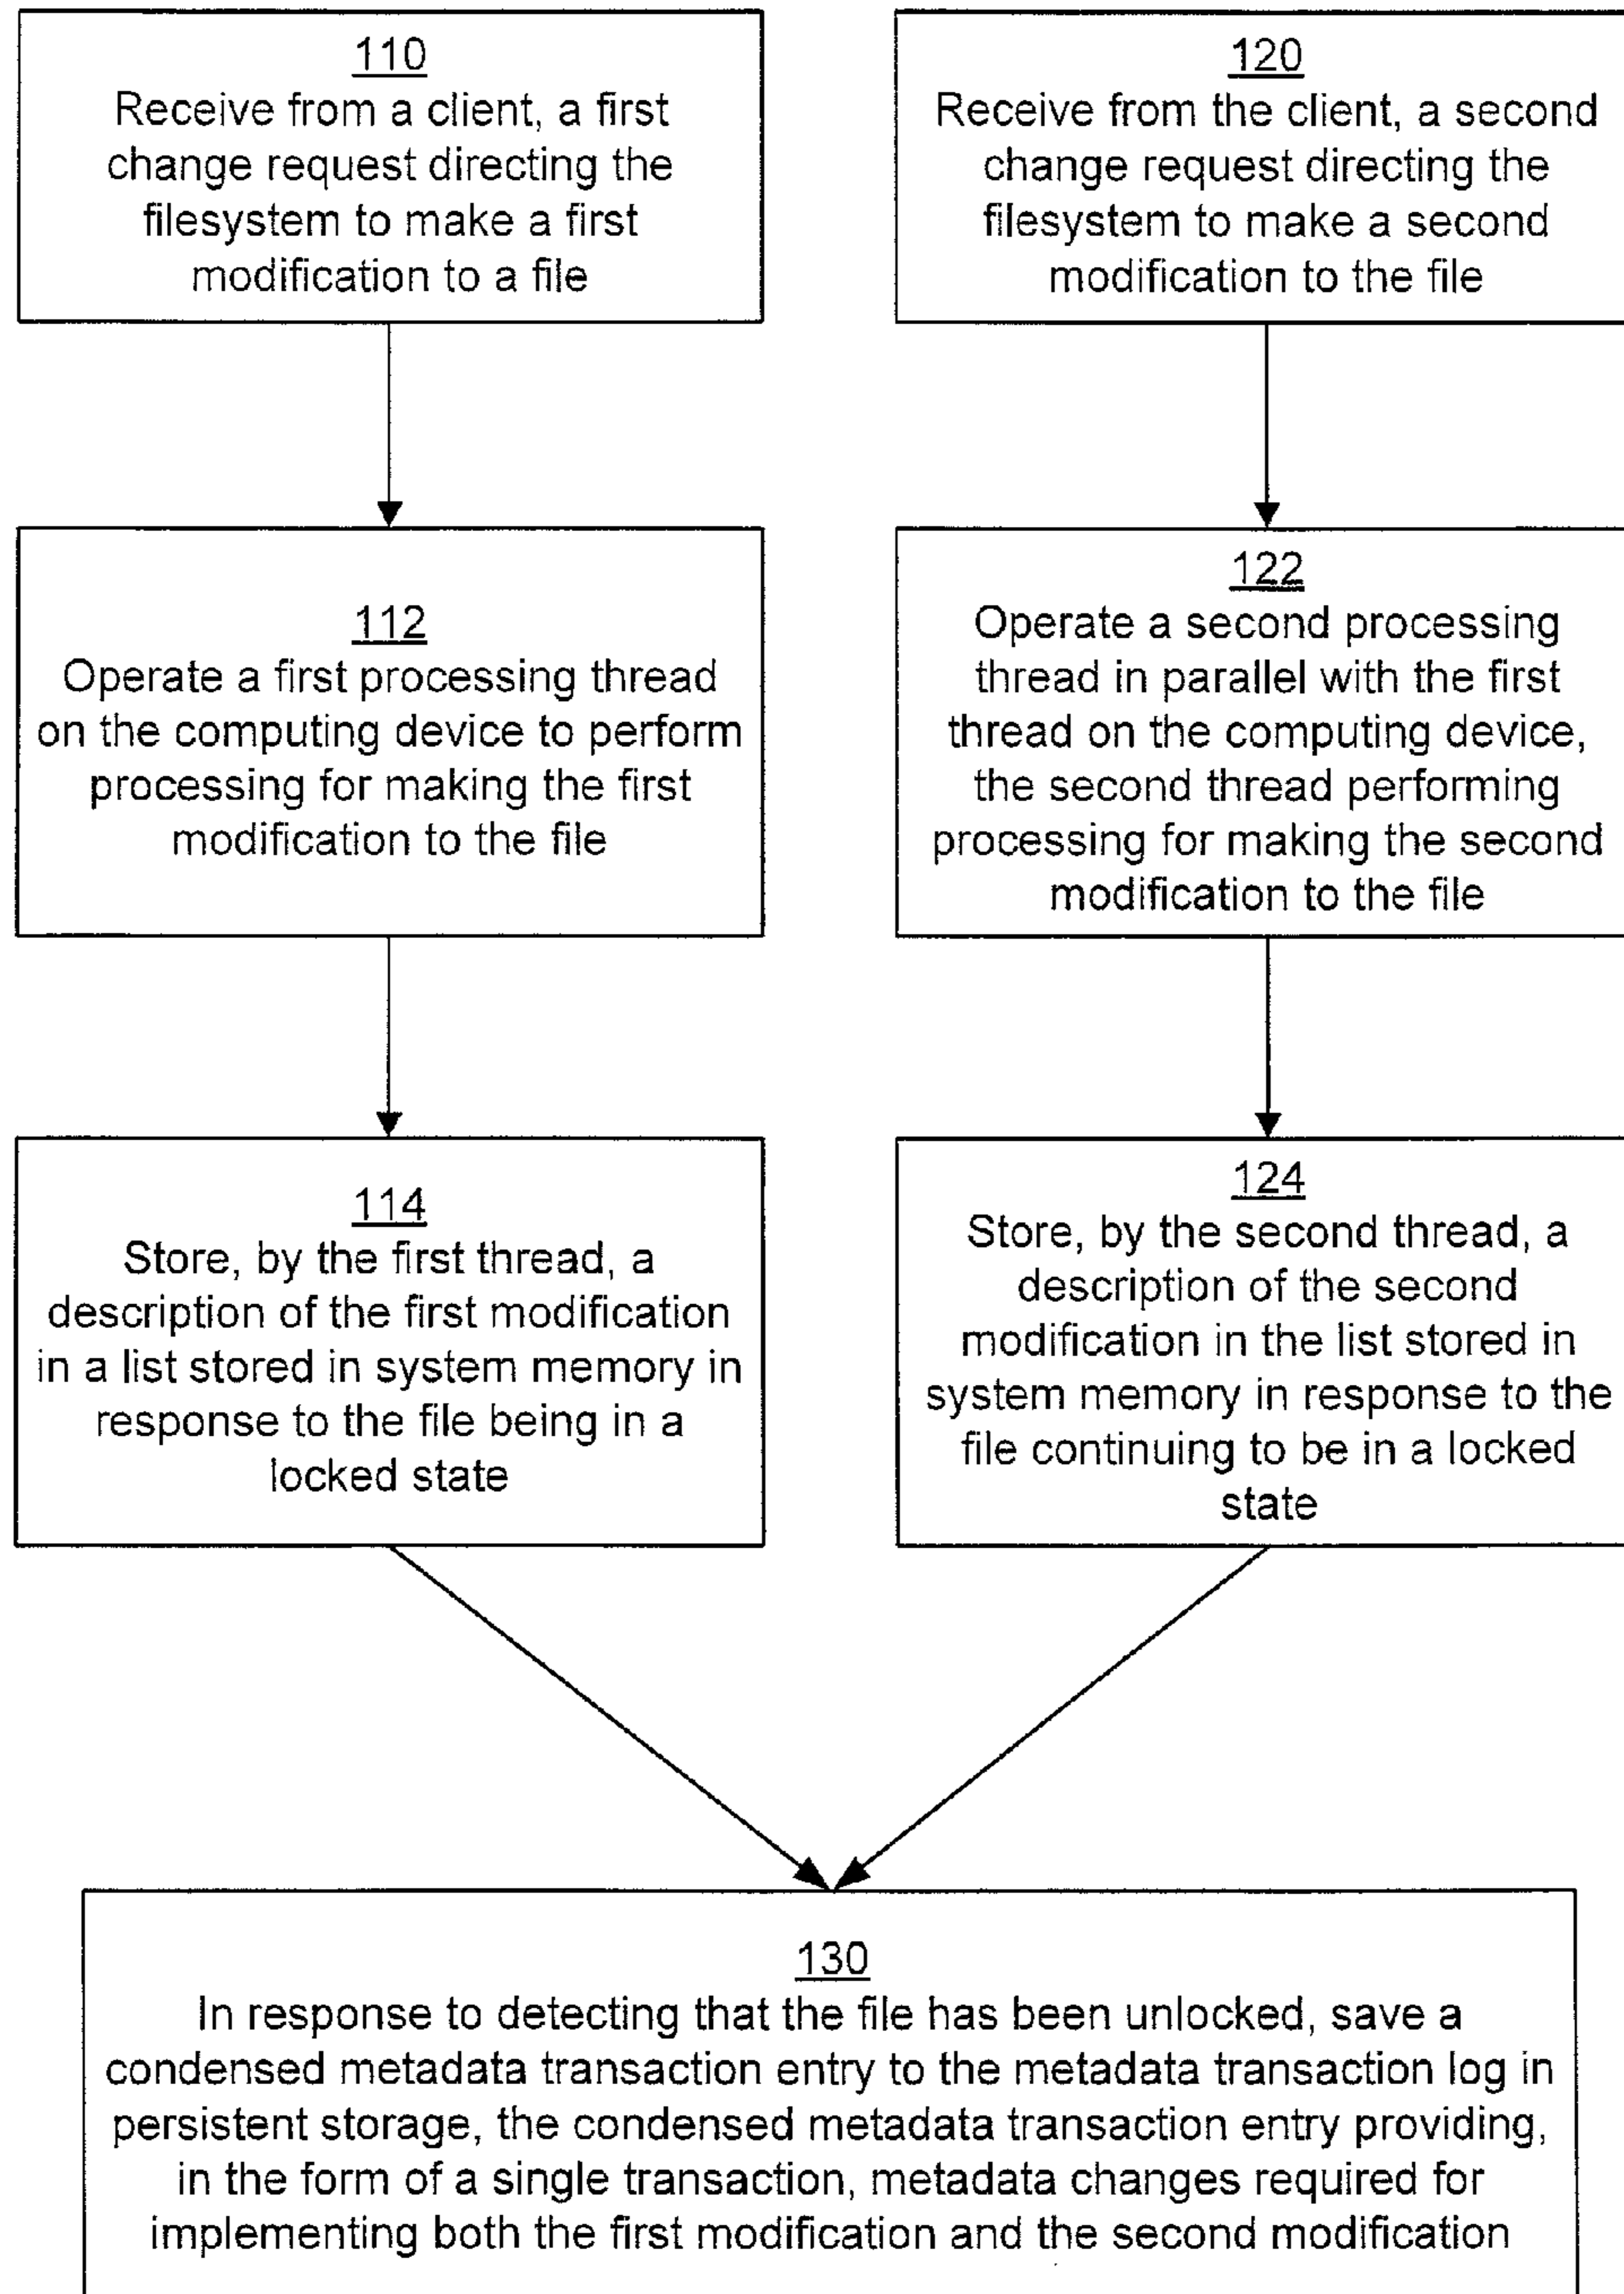 110
Receive from a client, a first
change request directing the
filesystem to make a first
modification to a file
120
Receive from the client, a second
change request directing the
filesystem to make a second
modification to the file
112
Operate a first processing thread
on the computing device to perform
processing for making the first
modification to the file
122
Operate a second processing
thread in parallel with the first
thread on the computing device,
the second thread performing
processing for making the second
modification to the file
114
Store, by the first thread, a
description of the first modification
in a list stored in system memory in
response to the file being in a
locked state
124
Store, by the second thread, a
description of the second
modification in the list stored in
system memory in response to the
file continuing to be in a locked
state
130
In response to detecting that the file has been unlocked, save a
condensed metadata transaction entry to the metadata transaction log in
persistent storage, the condensed metadata transaction entry providing,
in the form of a single transaction, metadata changes required for
implementing both the first modification and the second modification